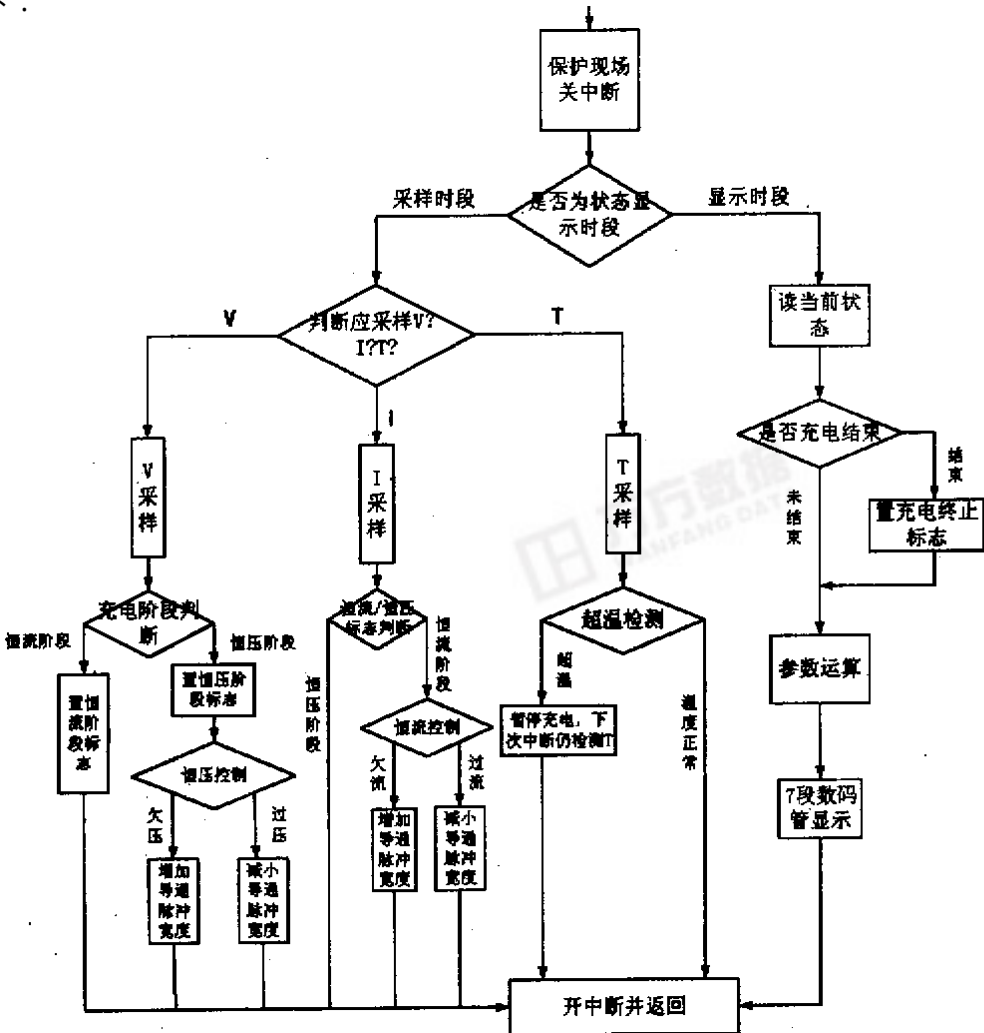 保护现场
关中断
是否为状态显
示时段
采样时段
显示时段
判断应采样V?
I?T?
V
I
T
读当前状
态
是否充电结束
结
束
未
结
束
置充电终止
标志
V
采
样
I
采
样
T
采
样
充电阶段判
断
恒流阶段
恒压阶段
置恒
流阶
段标
志
置恒压阶
段标志
恒压控制
欠
压
过
压
增加
导通
脉冲
宽度
减小
导通
脉冲
宽度
恒流/恒压
标志判断
恒
压
阶
段
恒
流
阶
段
恒流控制
欠
流
过
流
增加
导通
脉冲
宽度
减小
导通
脉冲
宽度
超温检测
超
温
温
度
正
常
暂停充电,下
次中断仍检测T
参数运算
7段数码
管显示
开中断并返回
万方数据
WANFANG DATA